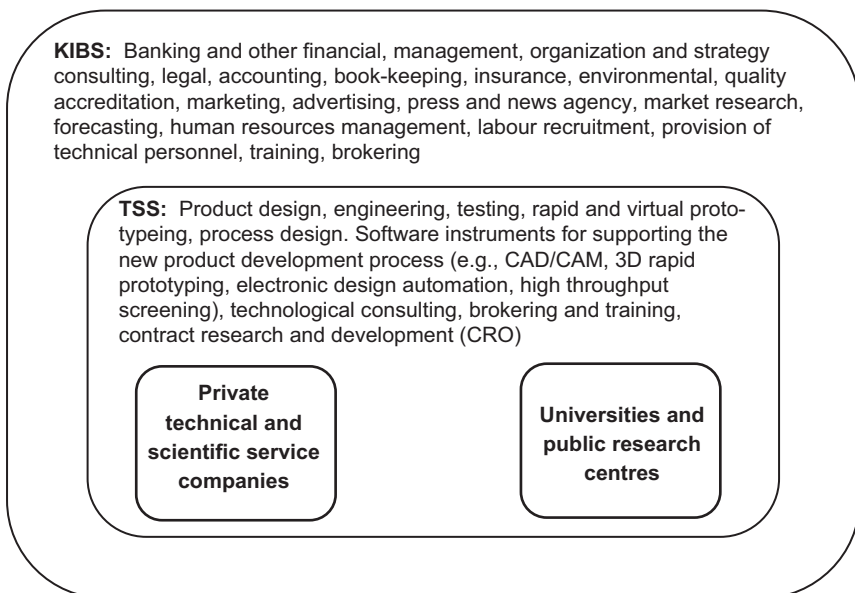 KIBS: Banking and other financial, management, organization and strategy
consulting, legal, accounting, book-keeping, insurance, environmental, quality
accreditation, marketing, advertising, press and news agency, market research,
forecasting, human resources management, labour recruitment, provision of
technical personnel, training, brokering
TSS: Product design, engineering, testing, rapid and virtual proto-
typeing, process design. Software instruments for supporting the
new product development process (e.g., CAD/CAM, 3D rapid
prototyping, electronic design automation, high throughput
screening), technological consulting, brokering and training,
contract research and development (CRO)
Private
technical and
scientific service
companies
Universities and
public research
centres